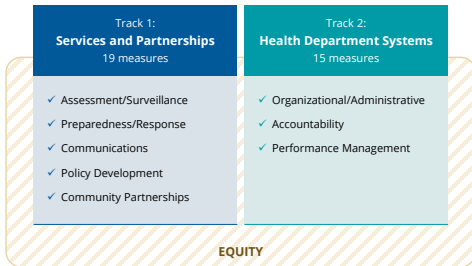 Track 1:
Services and Partnerships
19 measures
✓ Assessment/Surveillance
✓ Preparedness/Response
✓ Communications
✓ Policy Development
✓ Community Partnerships
Track 2:
Health Department Systems
15 measures
✓ Organizational/Administrative
✓ Accountability
✓ Performance Management
EQUITY